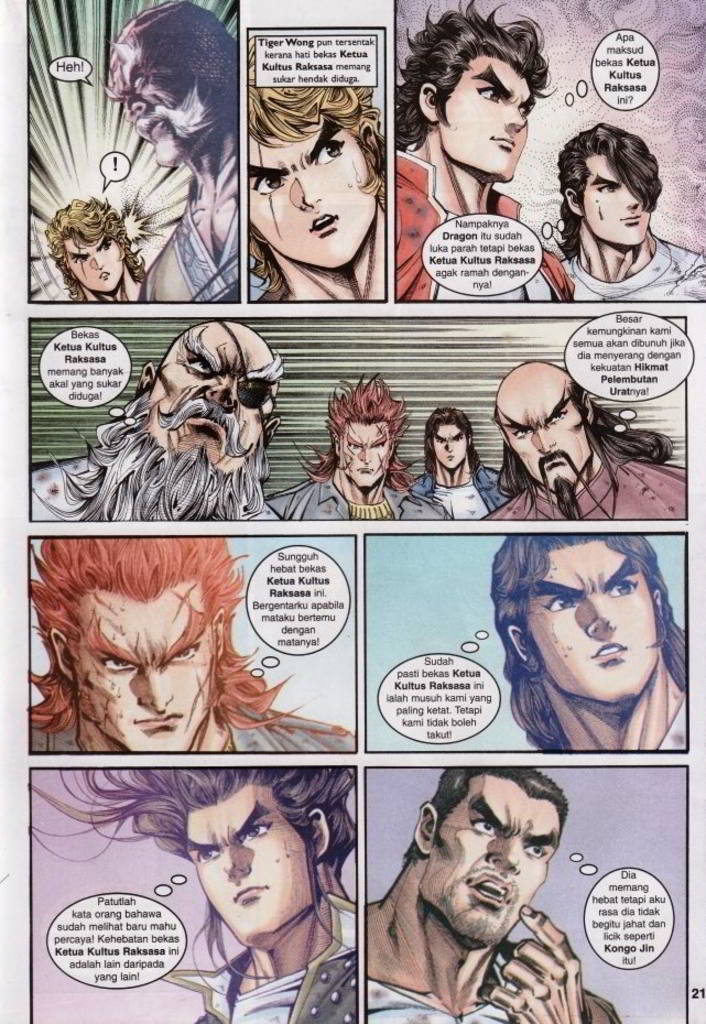 Heh!
!
Tiger Wong pun tersentak
kerana hati bekas Ketua
Kultus Raksasa memang
sukar hendak diduga.
Apa
maksud
bekas Ketua
Kultus
Raksasa
ini?
Nampaknya
Dragon itu sudah
luka parah tetapi bekas
Ketua Kultus Raksasa
agak ramah dengan-
nya!
Bekas
Ketua Kultus
Raksasa
memang banyak
akal yang sukar
diduga!
Besar
kemungkinan kami
semua akan dibunuh jika
dia menyerang dengan
kekuatan Hikmat
Pelembutan
Uratnya!
Sungguh
hebat bekas
Ketua Kultus
Raksasa ini.
Bergentarku apabila
mataku bertemu
dengan
matanya!
Sudah
pasti bekas Ketua
Kultus Raksasa ini
ialah musuh kami yang
paling ketat. Tetapi
kami tidak boleh
takut!
Patutlah
kata orang bahawa
sudah melihat baru mahu
percaya! Kehebatan bekas
Ketua Kultus Raksasa ini
adalah lain daripada
yang lain!
Dia
memang
hebat tetapi aku
rasa dia tidak
begitu jahat dan
licik seperti
Kongo Jin
itu!
21